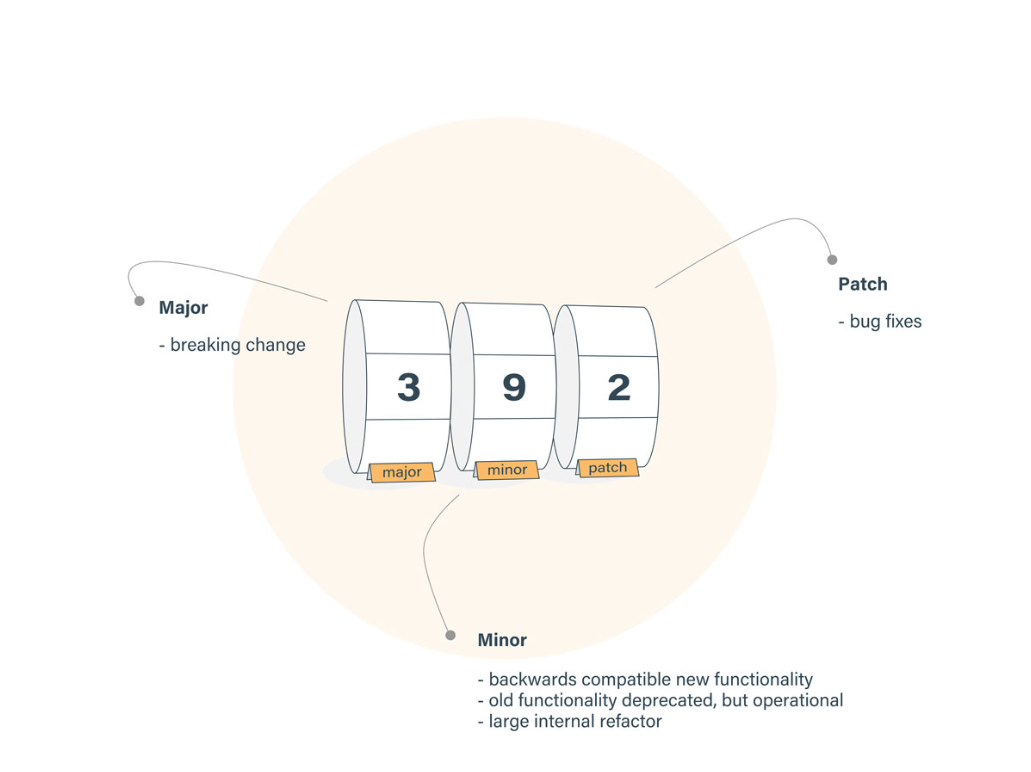 Major
- breaking change
Patch
- bug fixes
3 9 2
major minor patch
Minor
- backwards compatible new functionality
- old functionality deprecated, but operational
- large internal refactor